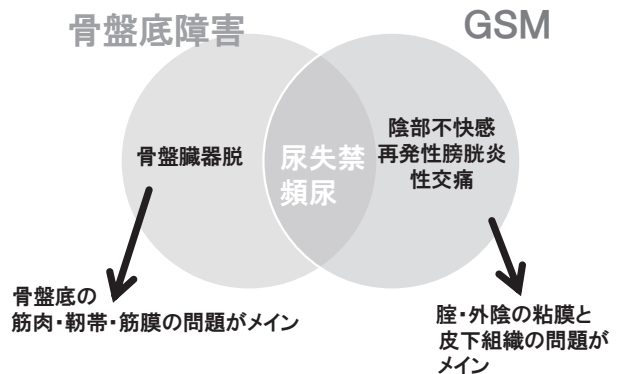 骨盤底障害
GSM
骨盤臓器脱
尿失禁
頻尿
陰部不快感
再発性膀胱炎
性交痛
骨盤底の
筋肉・靭帯・筋膜の問題がメイン
腟・外陰の粘膜と
皮下組織の問題が
メイン